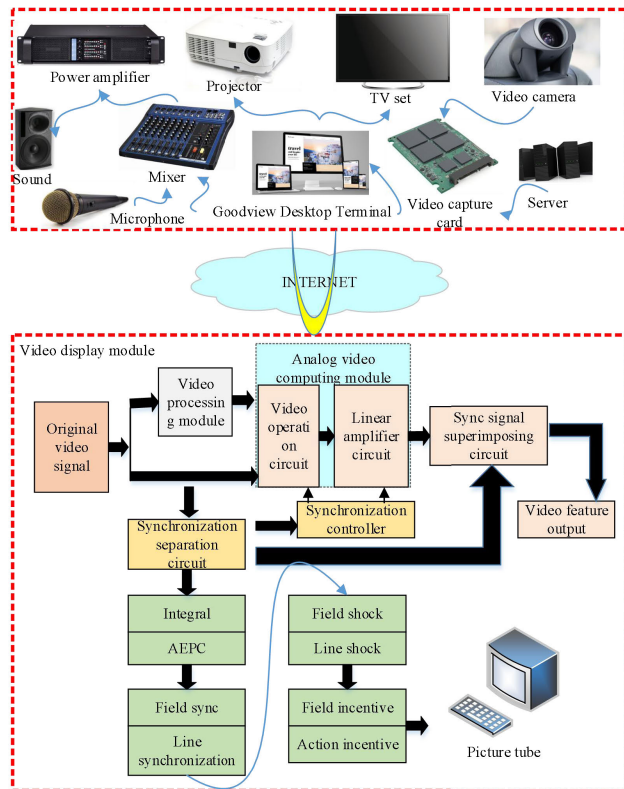 Power amplifier
Projector
TV set
Video camera
Sound
Mixer
Microphone
Goodview Desktop Terminal
Video capture
card
Server
INTERNET
Video display module
Analog video
computing module
Original
video
signal
Video
processin
g module
Video
operati
on
circuit
Linear
amplifier
circuit
Sync signal
superimposing
circuit
Synchronization
separation
circuit
Synchronization
controller
Video feature
output
Integral
AEPC
Field sync
Line
synchronization
Field shock
Line shock
Field incentive
Action incentive
Picture tube